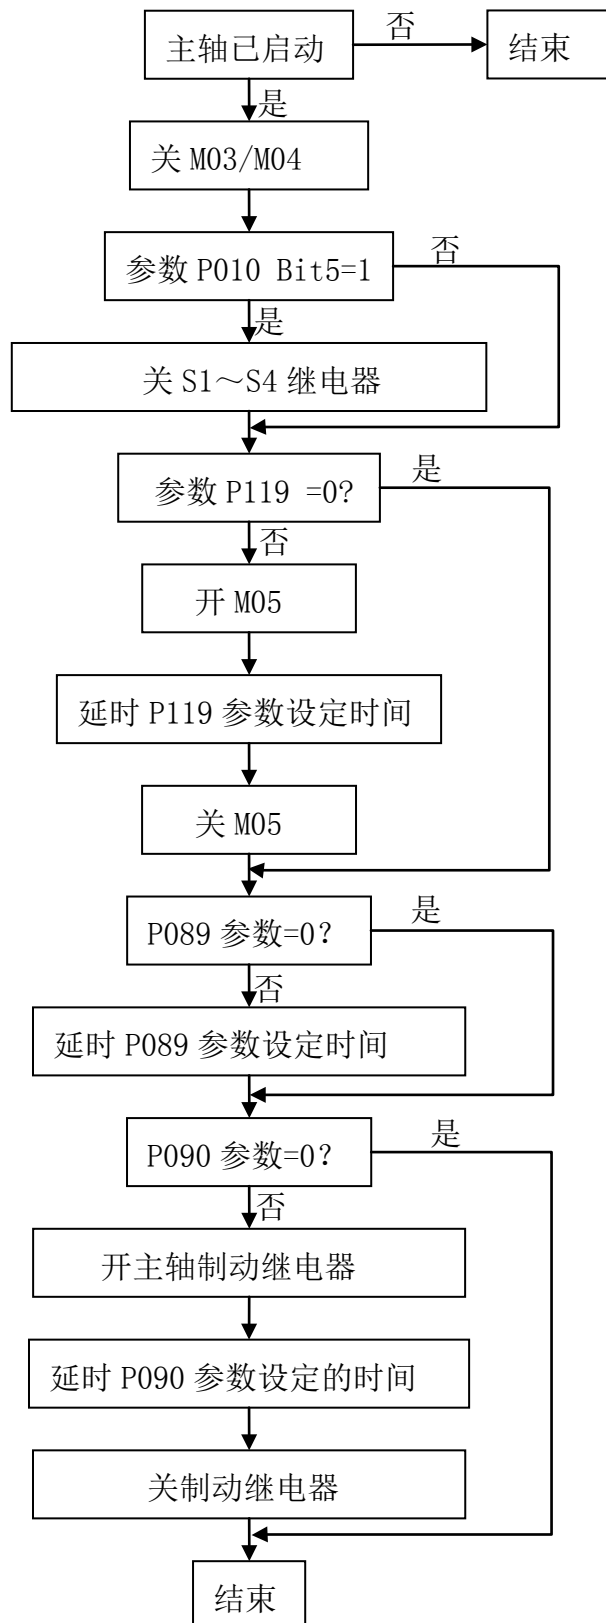 主轴已启动
否
结束
是
关 M03/M04
参数 P010 Bit5=1
否
是
关 S1～S4 继电器
参数 P119 =0?
是
否
开 M05
延时 P119 参数设定时间
关 M05
P089 参数=0?
是
否
延时 P089 参数设定时间
P090 参数=0?
是
否
开主轴制动继电器
延时 P090 参数设定的时间
关制动继电器
结束